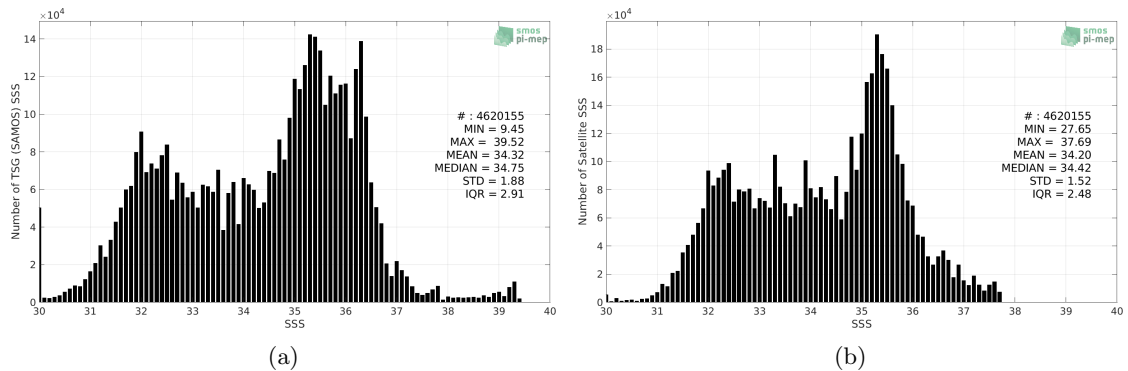 ×10⁴
smos
pi-mep
Number of TSG (SAMOS) SSS
14
12
10
8
6
4
2
0
# : 4620155
MIN = 9.45
MAX = 39.52
MEAN = 34.32
MEDIAN = 34.75
STD = 1.88
IQR = 2.91
30 31 32 33 34 35 36 37 38 39 40
SSS
(a)
×10⁴
smos
pi-mep
Number of Satellite SSS
18
16
14
12
10
8
6
4
2
0
# : 4620155
MIN = 27.65
MAX = 37.69
MEAN = 34.20
MEDIAN = 34.42
STD = 1.52
IQR = 2.48
30 31 32 33 34 35 36 37 38 39 40
SSS
(b)